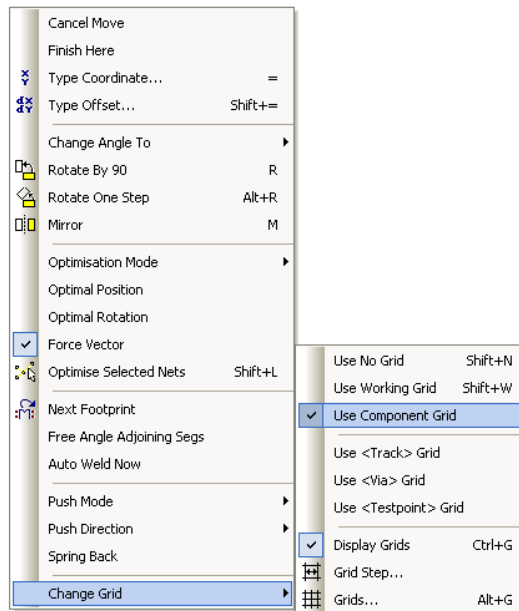 Cancel Move
Finish Here
Type Coordinate... =
Type Offset... Shift+=
Change Angle To
Rotate By 90 R
Rotate One Step Alt+R
Mirror M
Optimisation Mode
Optimal Position
Optimal Rotation
Force Vector
Optimise Selected Nets Shift+L
Next Footprint
Free Angle Adjoining Segs
Auto Weld Now
Push Mode
Push Direction
Spring Back
Change Grid
Use No Grid Shift+N
Use Working Grid Shift+W
Use Component Grid
Use <Track> Grid
Use <Via> Grid
Use <Testpoint> Grid
Display Grids Ctrl+G
Grid Step...
Grids... Alt+G